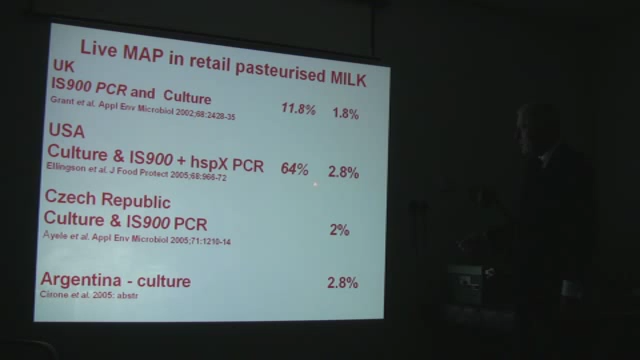 Live MAP in retail pasteurised MILK
UK
IS900 PCR and Culture 11.8% 1.8%
Grant et al. Appl Env Microbiol 2002;68:2428-35
USA
Culture & IS900 + hspX PCR 64% 2.8%
Ellingson et al. J Food Protect 2005;68:966-72
Czech Republic
Culture & IS900 PCR 2%
Ayele et al. Appl Env Microbiol 2005;71:1210-14
Argentina - culture 2.8%
Cirone et al. 2005: abstr